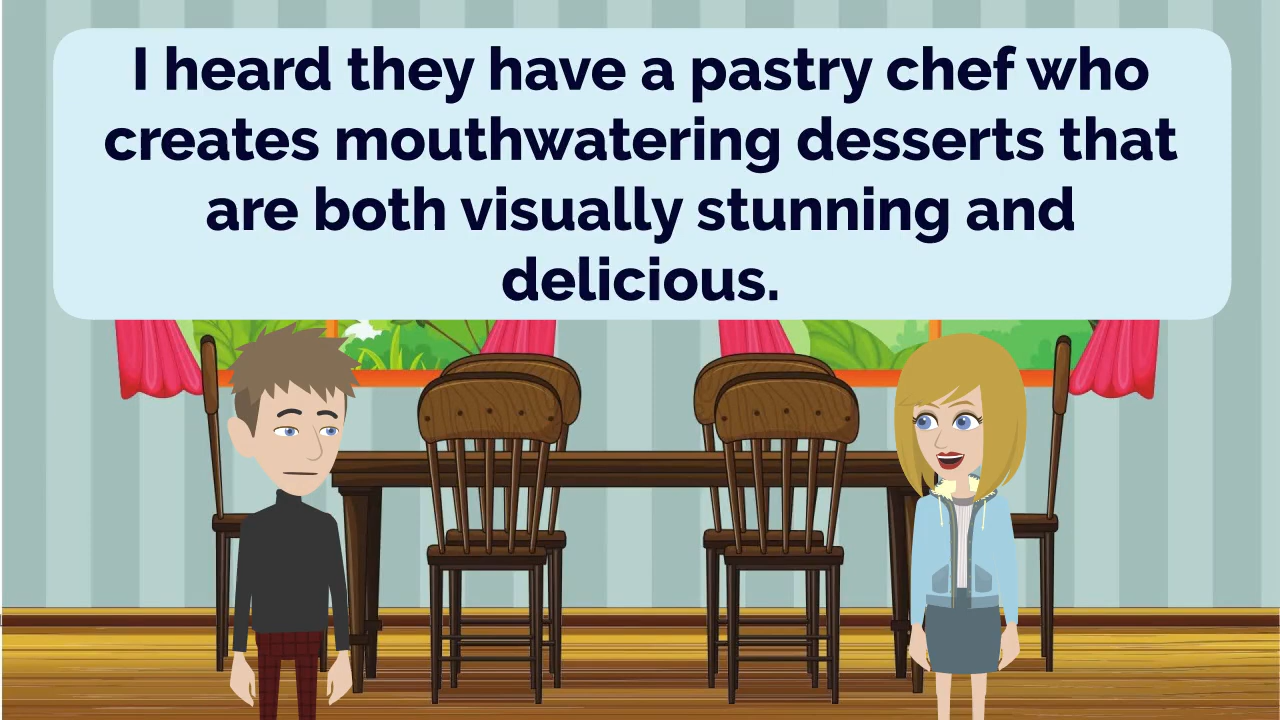 I heard they have a pastry chef who
creates mouthwatering desserts that
are both visually stunning and
delicious.